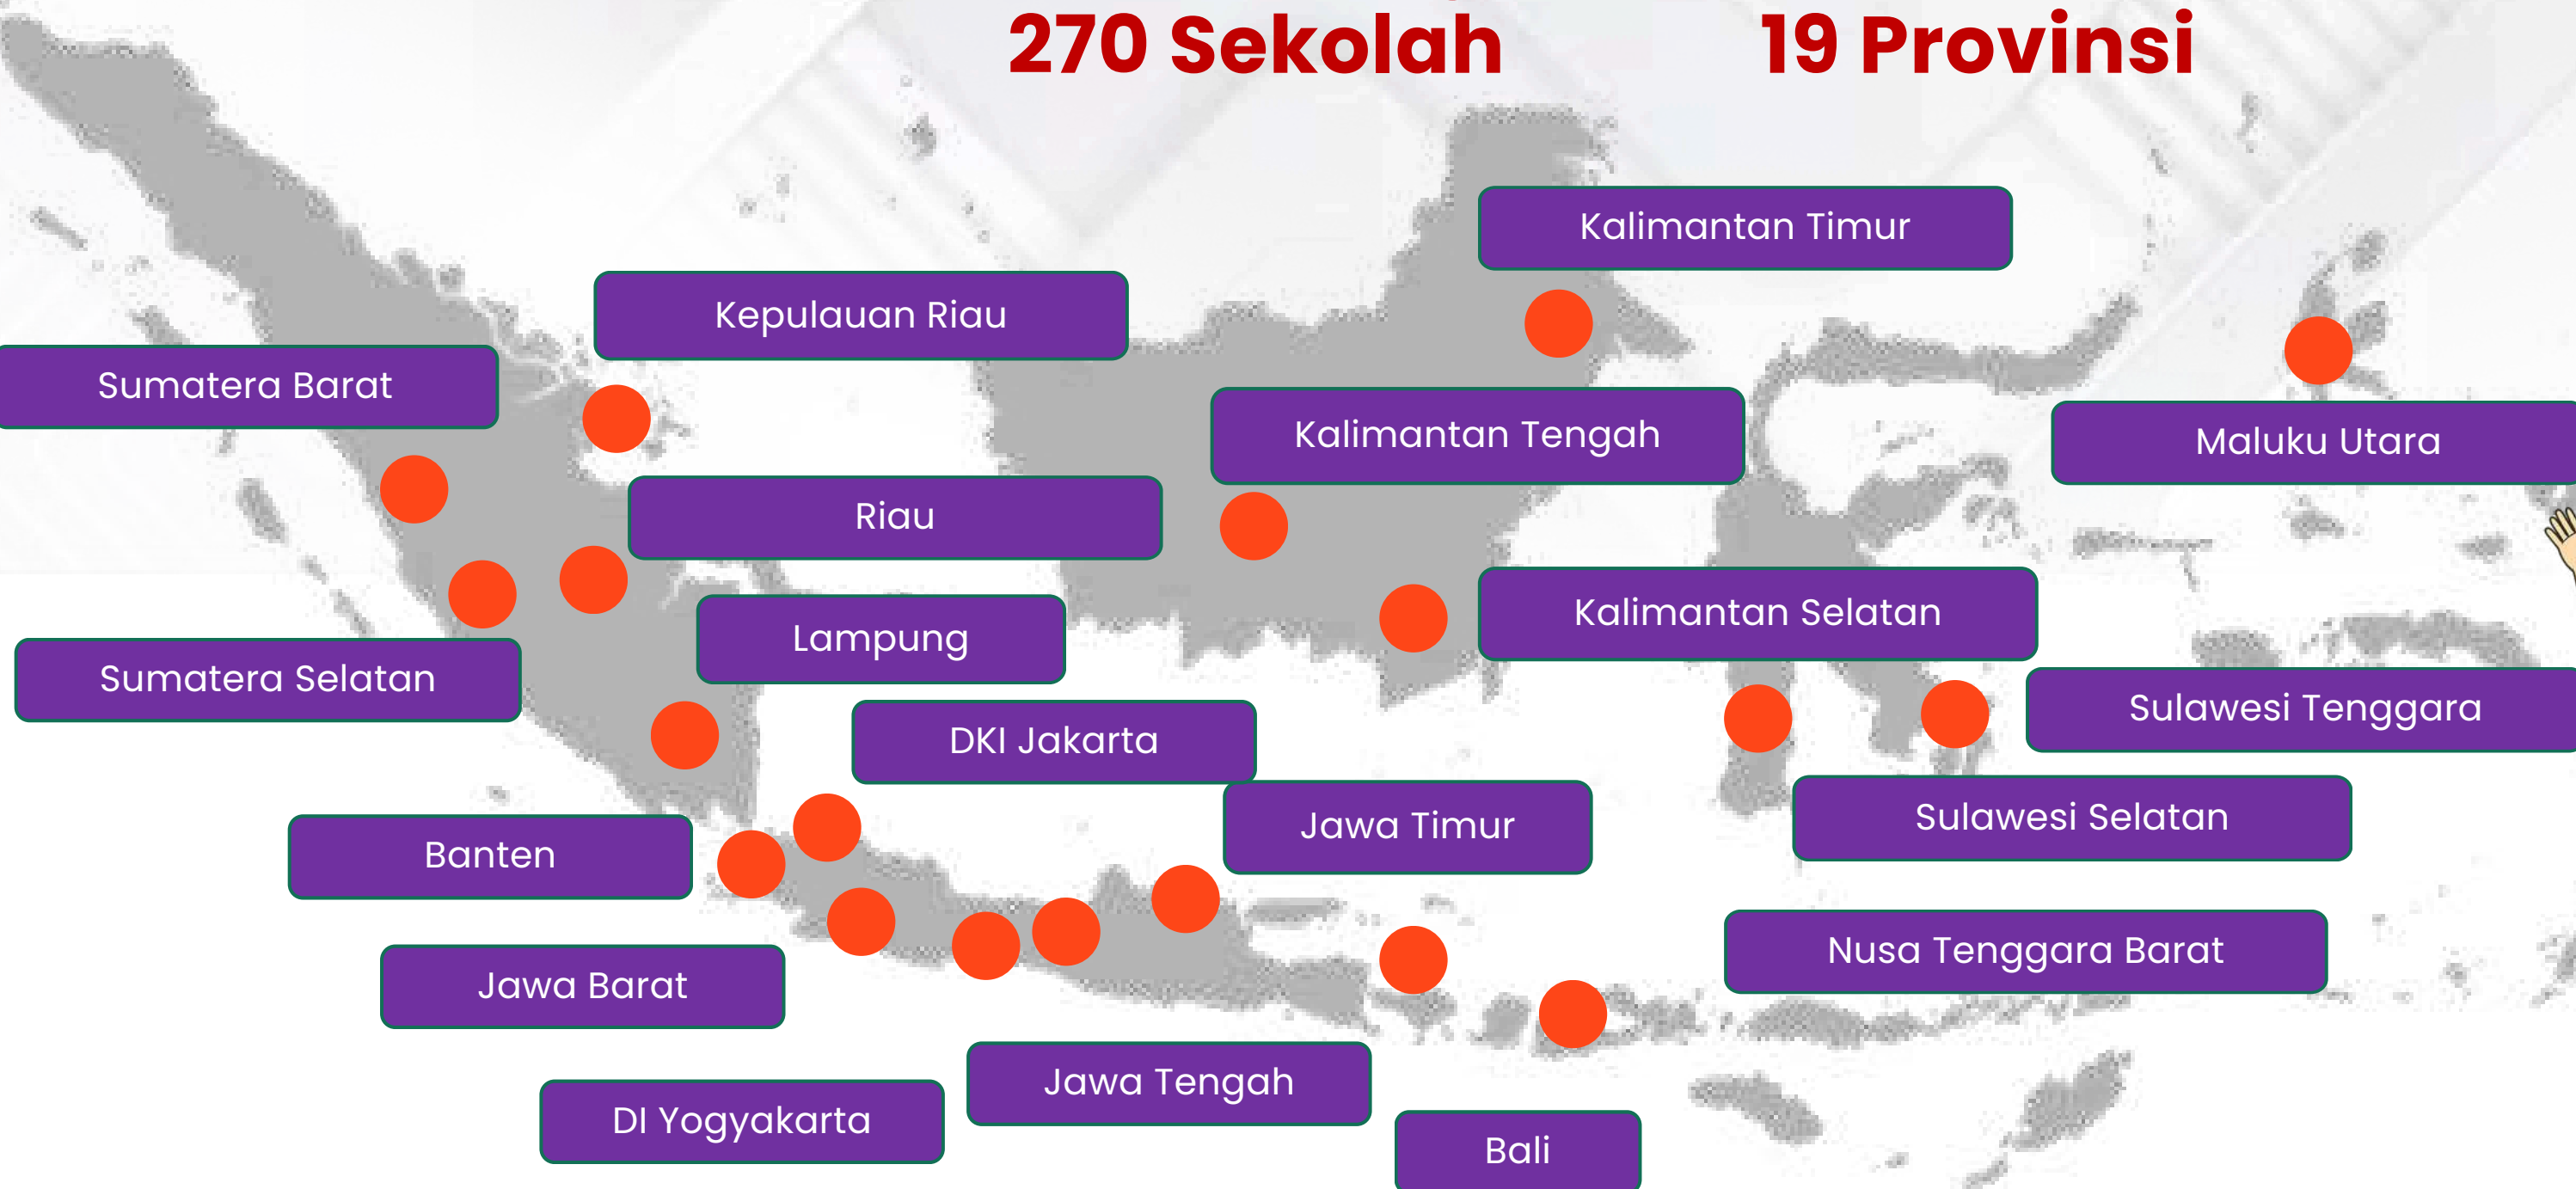 270 Sekolah
19 Provinsi
Kalimantan Timur
Kepulauan Riau
Sumatera Barat
Kalimantan Tengah
Maluku Utara
Riau
Kalimantan Selatan
Lampung
Sumatera Selatan
Sulawesi Tenggara
DKI Jakarta
Jawa Timur
Sulawesi Selatan
Banten
Nusa Tenggara Barat
Jawa Barat
Jawa Tengah
DI Yogyakarta
Bali